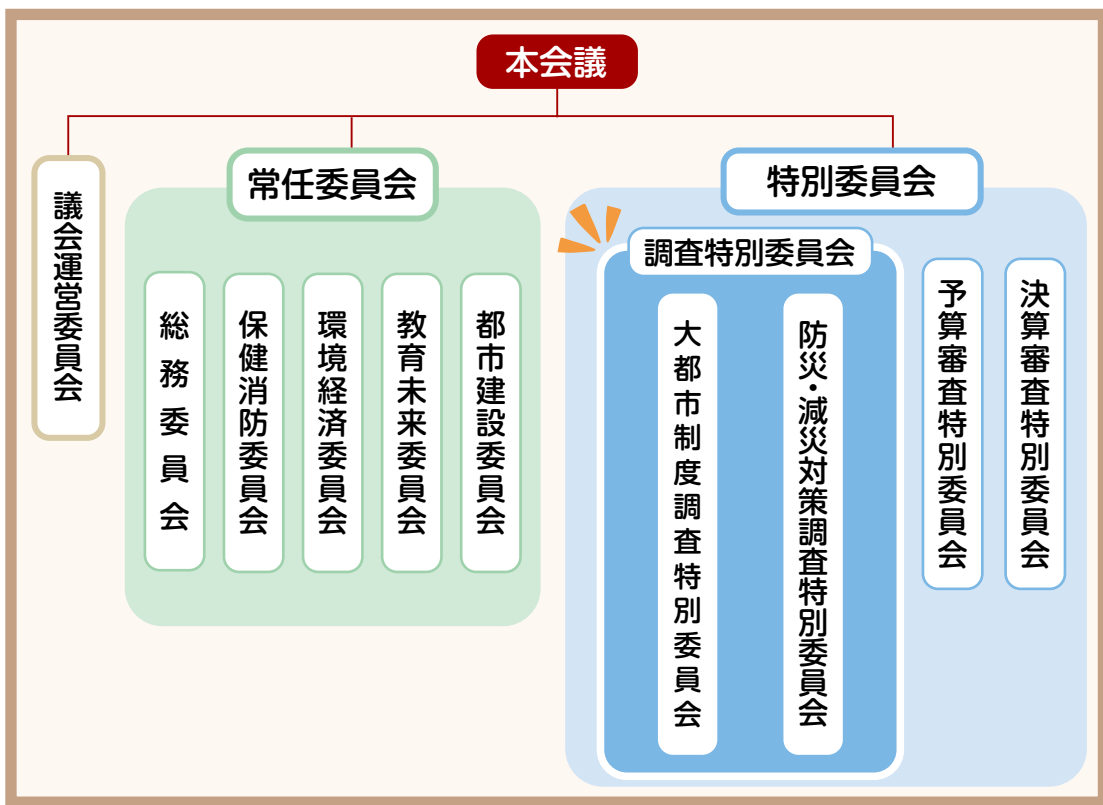 本会議
議会運営委員会
常任委員会
総務委員会
保健消防委員会
環境経済委員会
教育未来委員会
都市建設委員会
特別委員会
調査特別委員会
大都市制度調査特別委員会
防災・減災対策調査特別委員会
予算審査特別委員会
決算審査特別委員会